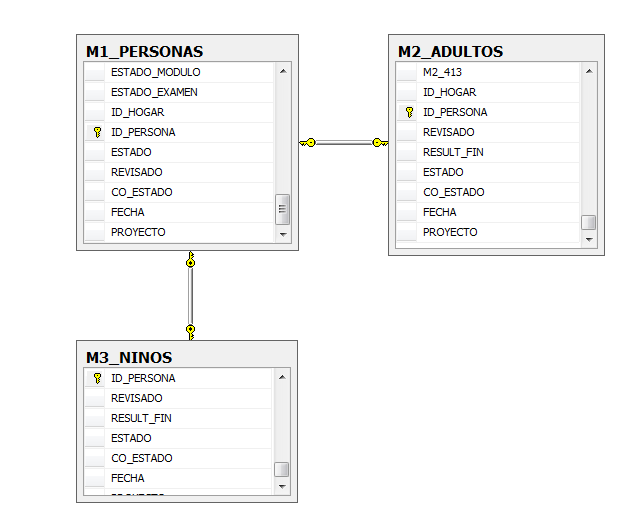 M1_PERSONAS
ESTADO_MODULO
ESTADO_EXAMEN
ID_HOGAR
ID_PERSONA
ESTADO
REVISADO
CO_ESTADO
FECHA
PROYECTO
M2_ADULTOS
M2_413
ID_HOGAR
ID_PERSONA
REVISADO
RESULT_FIN
ESTADO
CO_ESTADO
FECHA
PROYECTO
M3_NINOS
ID_PERSONA
REVISADO
RESULT_FIN
ESTADO
CO_ESTADO
FECHA
PROYECTO